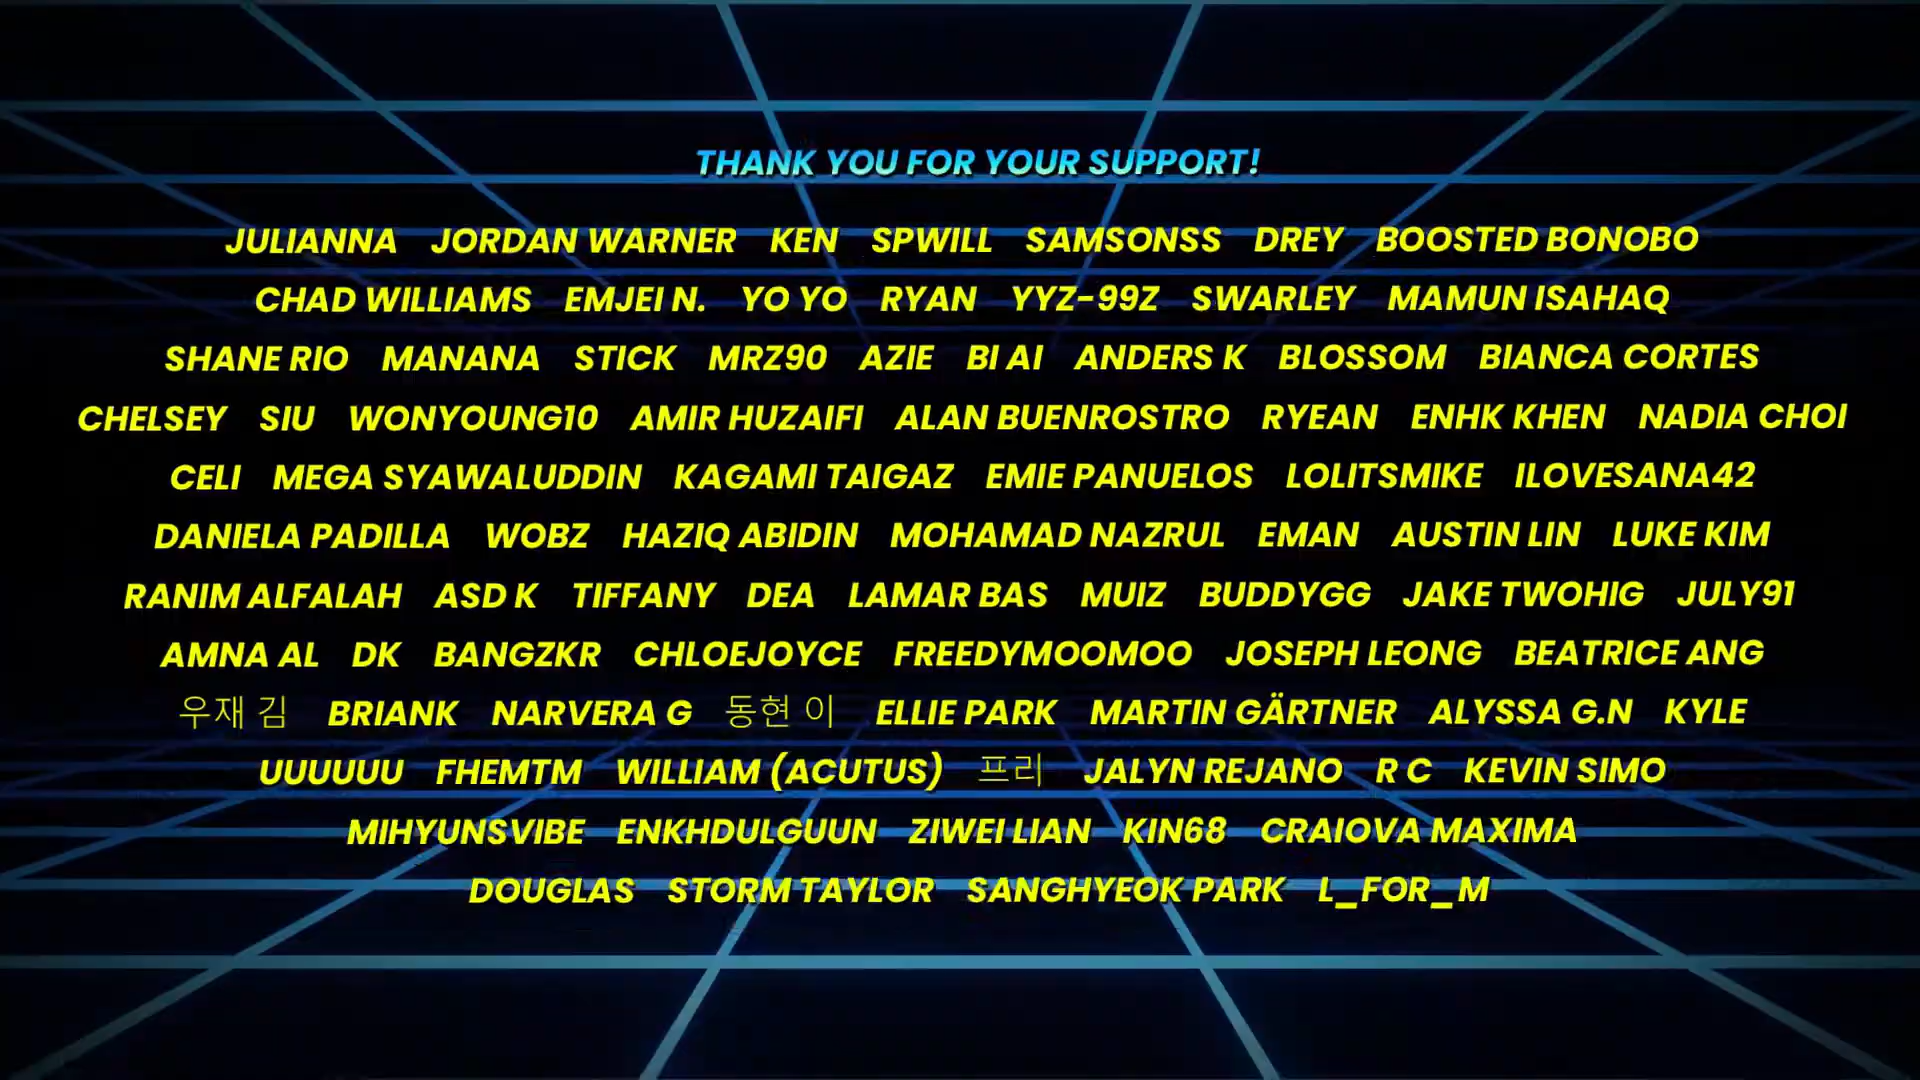 THANK YOU FOR YOUR SUPPORT!
JULIANNA JORDAN WARNER KEN SPWILL SAMSONSS DREY BOOSTED BONOBO
CHAD WILLIAMS EMJEI N. YO YO RYAN YYZ-99Z SWARLEY MAMUN ISAHAQ
SHANE RIO MANANA STICK MRZ90 AZIE BI AI ANDERS K BLOSSOM BIANCA CORTES
CHELSEY SIU WONYOUNG10 AMIR HUZAIFI ALAN BUENROSTRO RYEAN ENHK KHEN NADIA CHOI
CELI MEGA SYAWALUDDIN KAGAMI TAIGAZ EMIE PANUELOS LOLITSMIKE ILOVESANA42
DANIELA PADILLA WOBZ HAZIQ ABIDIN MOHAMAD NAZRUL EMAN AUSTIN LIN LUKE KIM
RANIM ALFALAH ASD K TIFFANY DEA LAMAR BAS MUIZ BUDDYGG JAKE TWOHIG JULY91
AMNA AL DK BANGZKR CHLOEJOYCE FREEDYMOOMOO JOSEPH LEONG BEATRICE ANG
우재 김 BRIANK NARVERA G 동현 이 ELLIE PARK MARTIN GÄRTNER ALYSSA G.N KYLE
UUUUUU FHEMTM WILLIAM (ACUTUS) 프리 JALYN REJANO R C KEVIN SIMO
MIHYUNSVIBE ENKHDULGUUN ZIWEI LIAN KIN68 CRAIOVA MAXIMA
DOUGLAS STORM TAYLOR SANGHYEOK PARK L_FOR_M